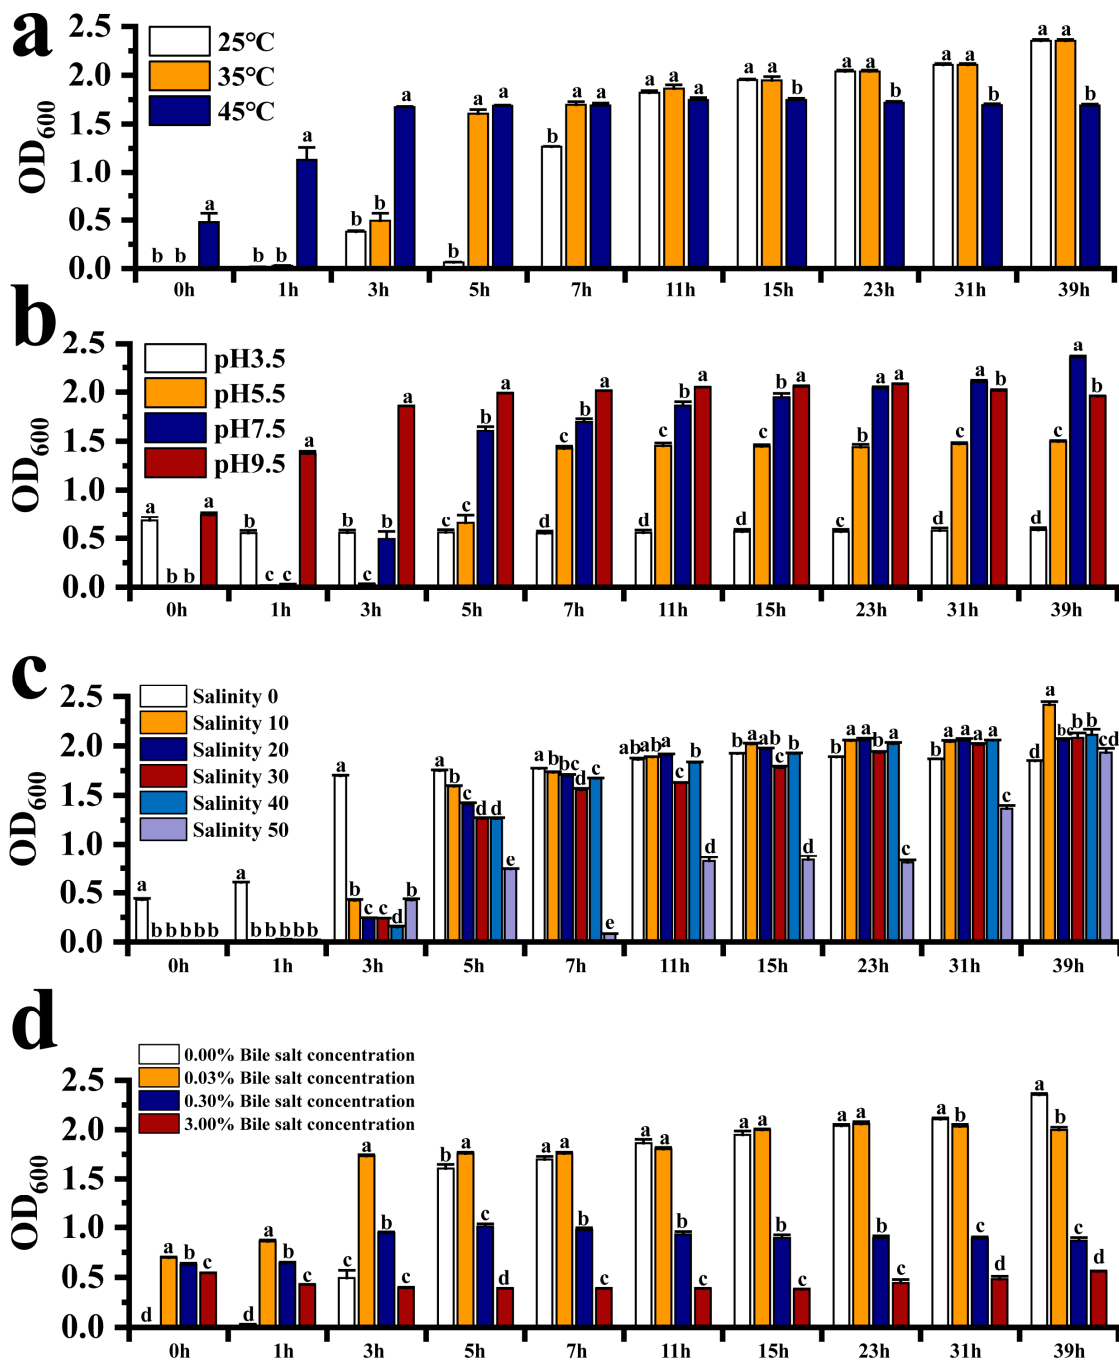 a
25°C
35°C
45°C
OD600
2.5
2.0
1.5
1.0
0.5
0.0
b b a
b b a
b b a
b a a
b a a
a a a
a a b
a a b
a a b
a a b
0h 1h 3h 5h 7h 11h 15h 23h 31h 39h
b
pH3.5
pH5.5
pH7.5
pH9.5
OD600
2.5
2.0
1.5
1.0
0.5
0.0
a b b a
b c c a
b c b a
c c b a
d c b a
d c b a
d c b a
c b a a
d c a b
d c a b
0h 1h 3h 5h 7h 11h 15h 23h 31h 39h
c
Salinity 0
Salinity 10
Salinity 20
Salinity 30
Salinity 40
Salinity 50
OD600
2.5
2.0
1.5
1.0
0.5
0.0
a b b b b b
a b b b b b
a b c c d b
a b c d d e
a b bc d c e
ab ab a c b d
b a ab c b d
b a a b a c
b a a a a c
d a bc b b cd
0h 1h 3h 5h 7h 11h 15h 23h 31h 39h
d
0.00% Bile salt concentration
0.03% Bile salt concentration
0.30% Bile salt concentration
3.00% Bile salt concentration
OD600
2.5
2.0
1.5
1.0
0.5
0.0
d a b c
d a b c
c a b c
b a c d
a a b c
a a b c
a a b c
a a b c
a b c d
a b c d
0h 1h 3h 5h 7h 11h 15h 23h 31h 39h